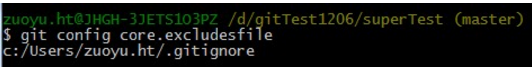 zuoyu.ht@JHGH-3JETS1O3PZ /d/gitTest1206/superTest (master)
$ git config core.excludesfile
c:/Users/zuoyu.ht/.gitignore